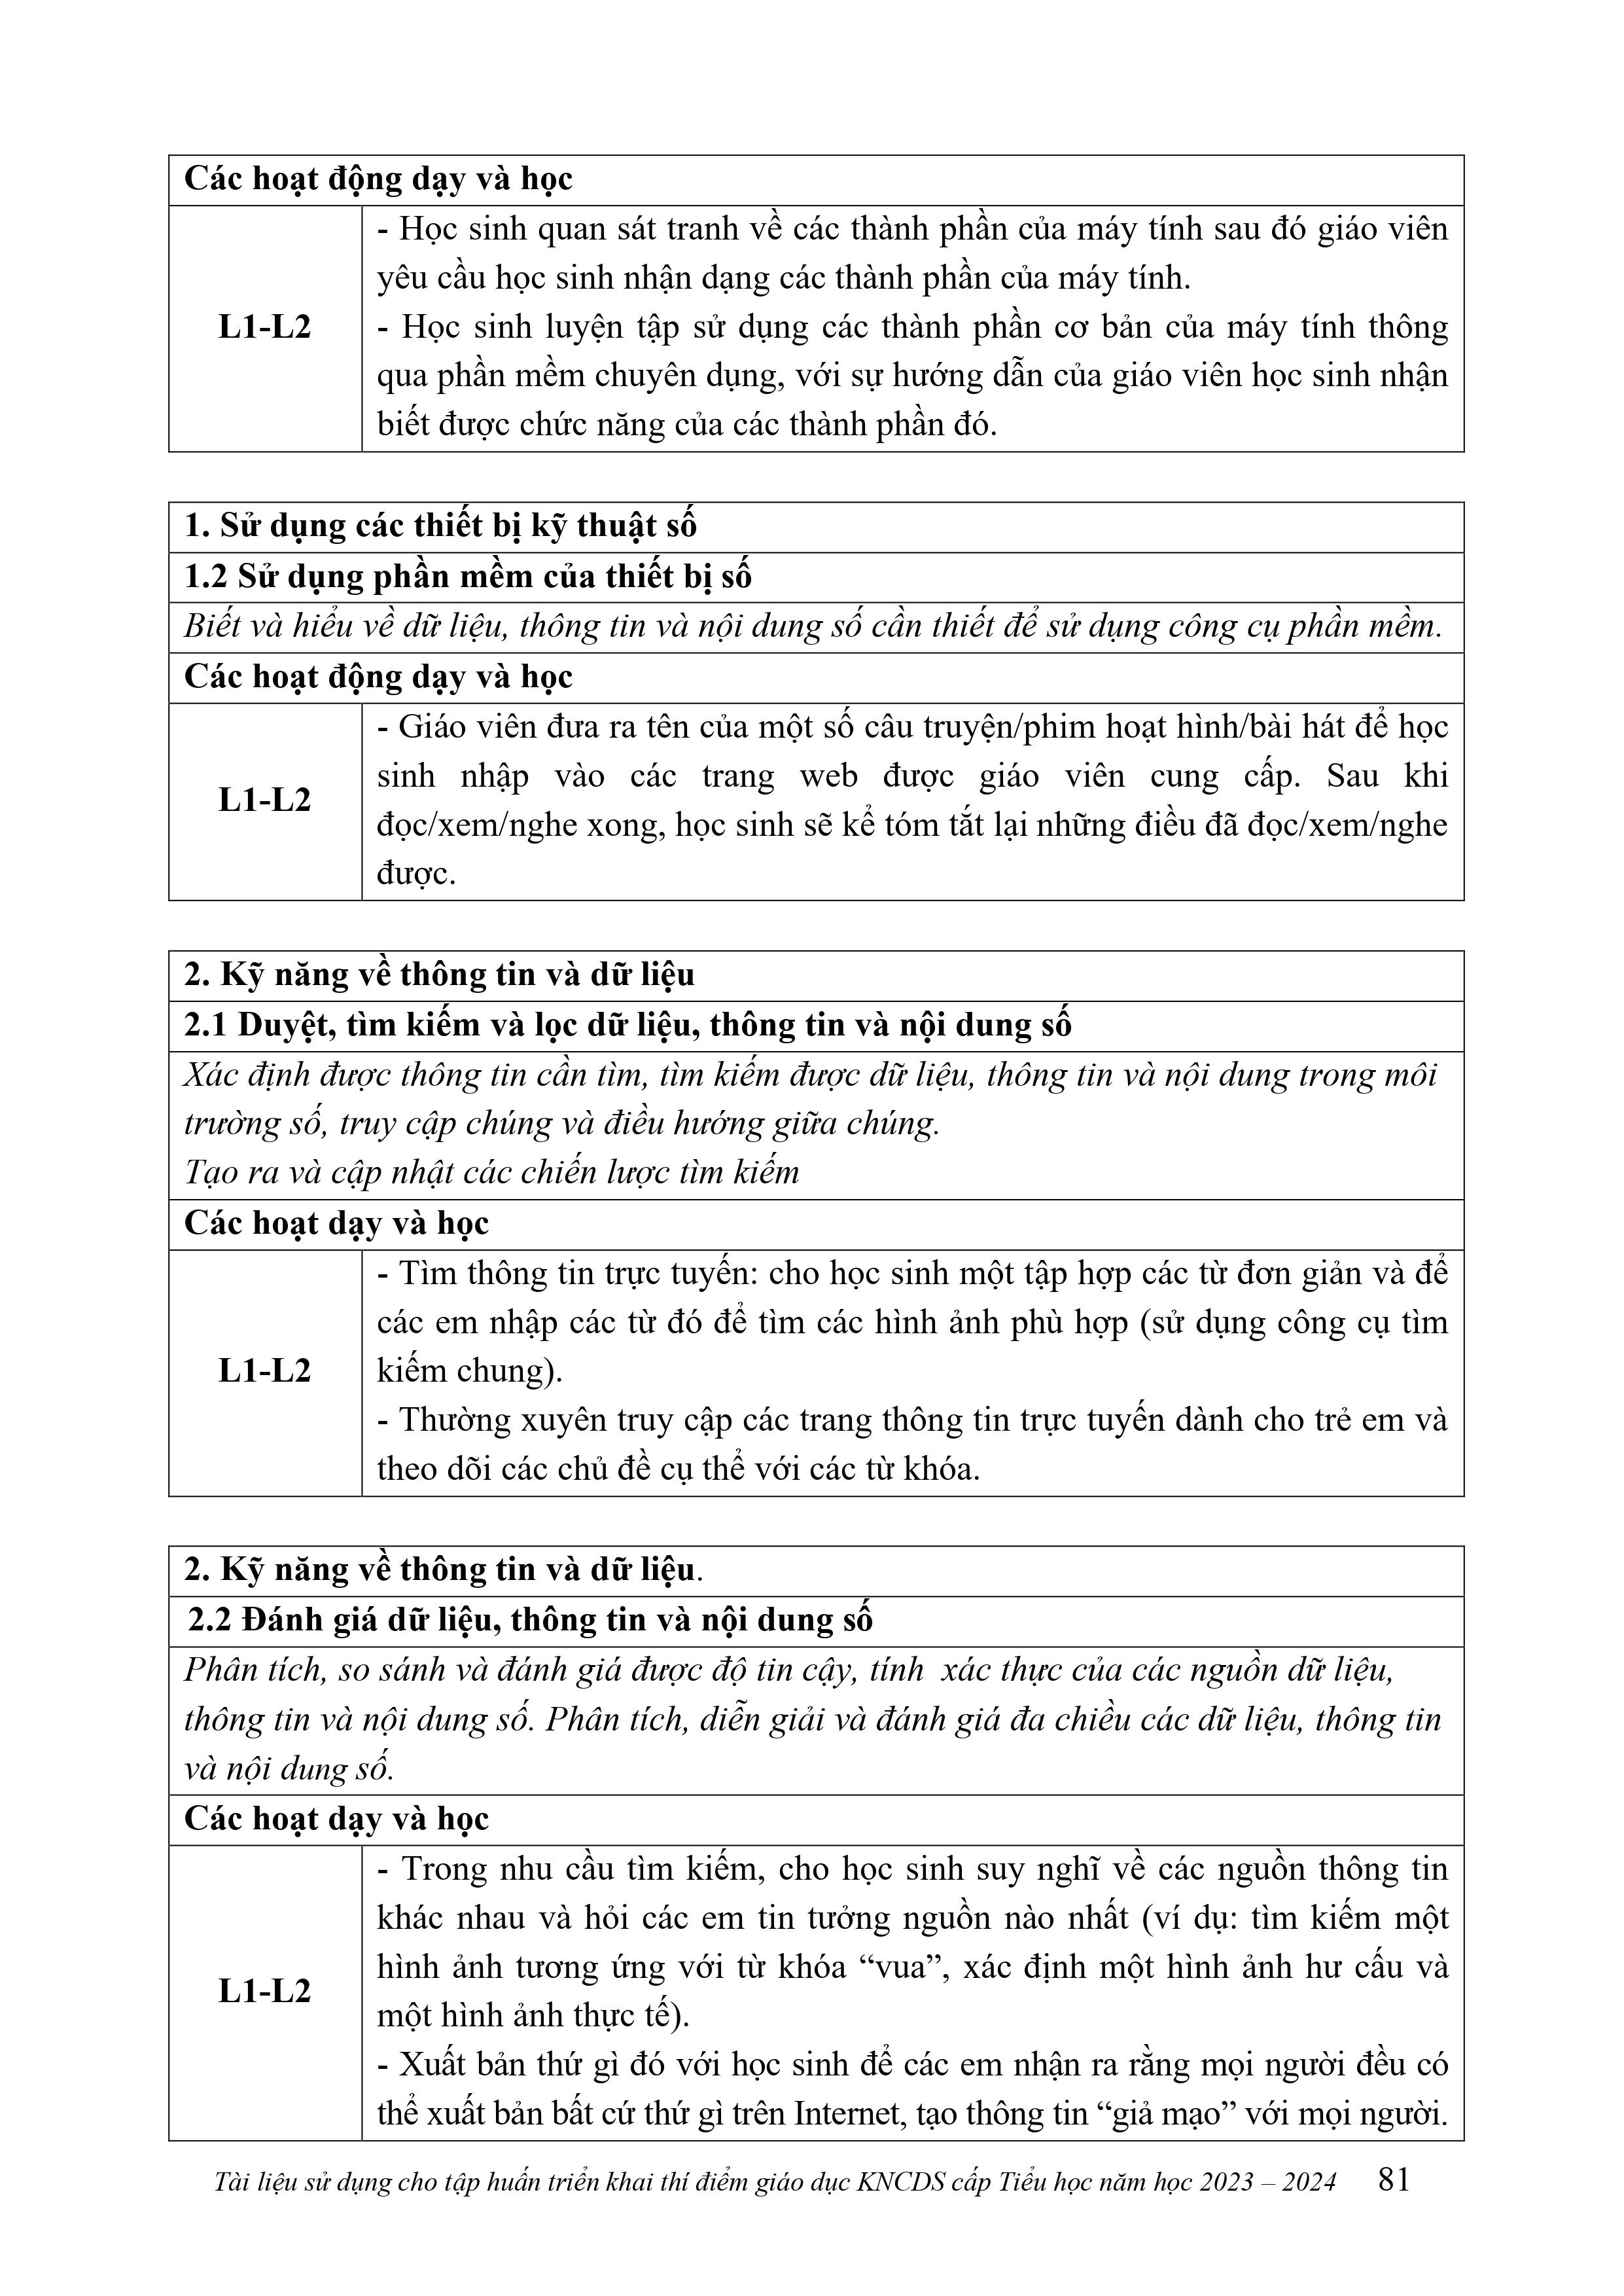 Các hoạt động dạy và học
- Học sinh quan sát tranh về các thành phần của máy tính sau đó giáo viên
yêu cầu học sinh nhận dạng các thành phần của máy tính.
L1-L2
- Học sinh luyện tập sử dụng các thành phần cơ bản của máy tính thông
qua phần mềm chuyên dụng, với sự hướng dẫn của giáo viên học sinh nhận
biết được chức năng của các thành phần đó.
1. Sử dụng các thiết bị kỹ thuật số
1.2 Sử dụng phần mềm của thiết bị số
Biết và hiểu về dữ liệu, thông tin và nội dung số cần thiết để sử dụng công cụ phần mềm.
Các hoạt động dạy và học
L1-L2
- Giáo viên đưa ra tên của một số câu truyện/phim hoạt hình/bài hát để học
sinh nhập vào các trang web được giáo viên cung cấp. Sau khi
đọc/xem/nghe xong, học sinh sẽ kể tóm tắt lại những điều đã đọc/xem/nghe
được.
2. Kỹ năng về thông tin và dữ liệu
2.1 Duyệt, tìm kiếm và lọc dữ liệu, thông tin và nội dung số
Xác định được thông tin cần tìm, tìm kiếm được dữ liệu, thông tin và nội dung trong môi
trường số, truy cập chúng và điều hướng giữa chúng.
Tạo ra và cập nhật các chiến lược tìm kiếm
Các hoạt dạy và học
L1-L2
- Tìm thông tin trực tuyến: cho học sinh một tập hợp các từ đơn giản và để
các em nhập các từ đó để tìm các hình ảnh phù hợp (sử dụng công cụ tìm
kiếm chung).
- Thường xuyên truy cập các trang thông tin trực tuyến dành cho trẻ em và
theo dõi các chủ đề cụ thể với các từ khóa.
2. Kỹ năng về thông tin và dữ liệu.
2.2 Đánh giá dữ liệu, thông tin và nội dung số
Phân tích, so sánh và đánh giá được độ tin cậy, tính xác thực của các nguồn dữ liệu,
thông tin và nội dung số. Phân tích, diễn giải và đánh giá đa chiều các dữ liệu, thông tin
và nội dung số.
Các hoạt dạy và học
L1-L2
- Trong nhu cầu tìm kiếm, cho học sinh suy nghĩ về các nguồn thông tin
khác nhau và hỏi các em tin tưởng nguồn nào nhất (ví dụ: tìm kiếm một
hình ảnh tương ứng với từ khóa “vua”, xác định một hình ảnh hư cấu và
một hình ảnh thực tế).
- Xuất bản thứ gì đó với học sinh để các em nhận ra rằng mọi người đều có
thể xuất bản bất cứ thứ gì trên Internet, tạo thông tin “giả mạo” với mọi người.
Tài liệu sử dụng cho tập huấn triển khai thí điểm giáo dục KNCDS cấp Tiểu học năm học 2023 – 2024 81